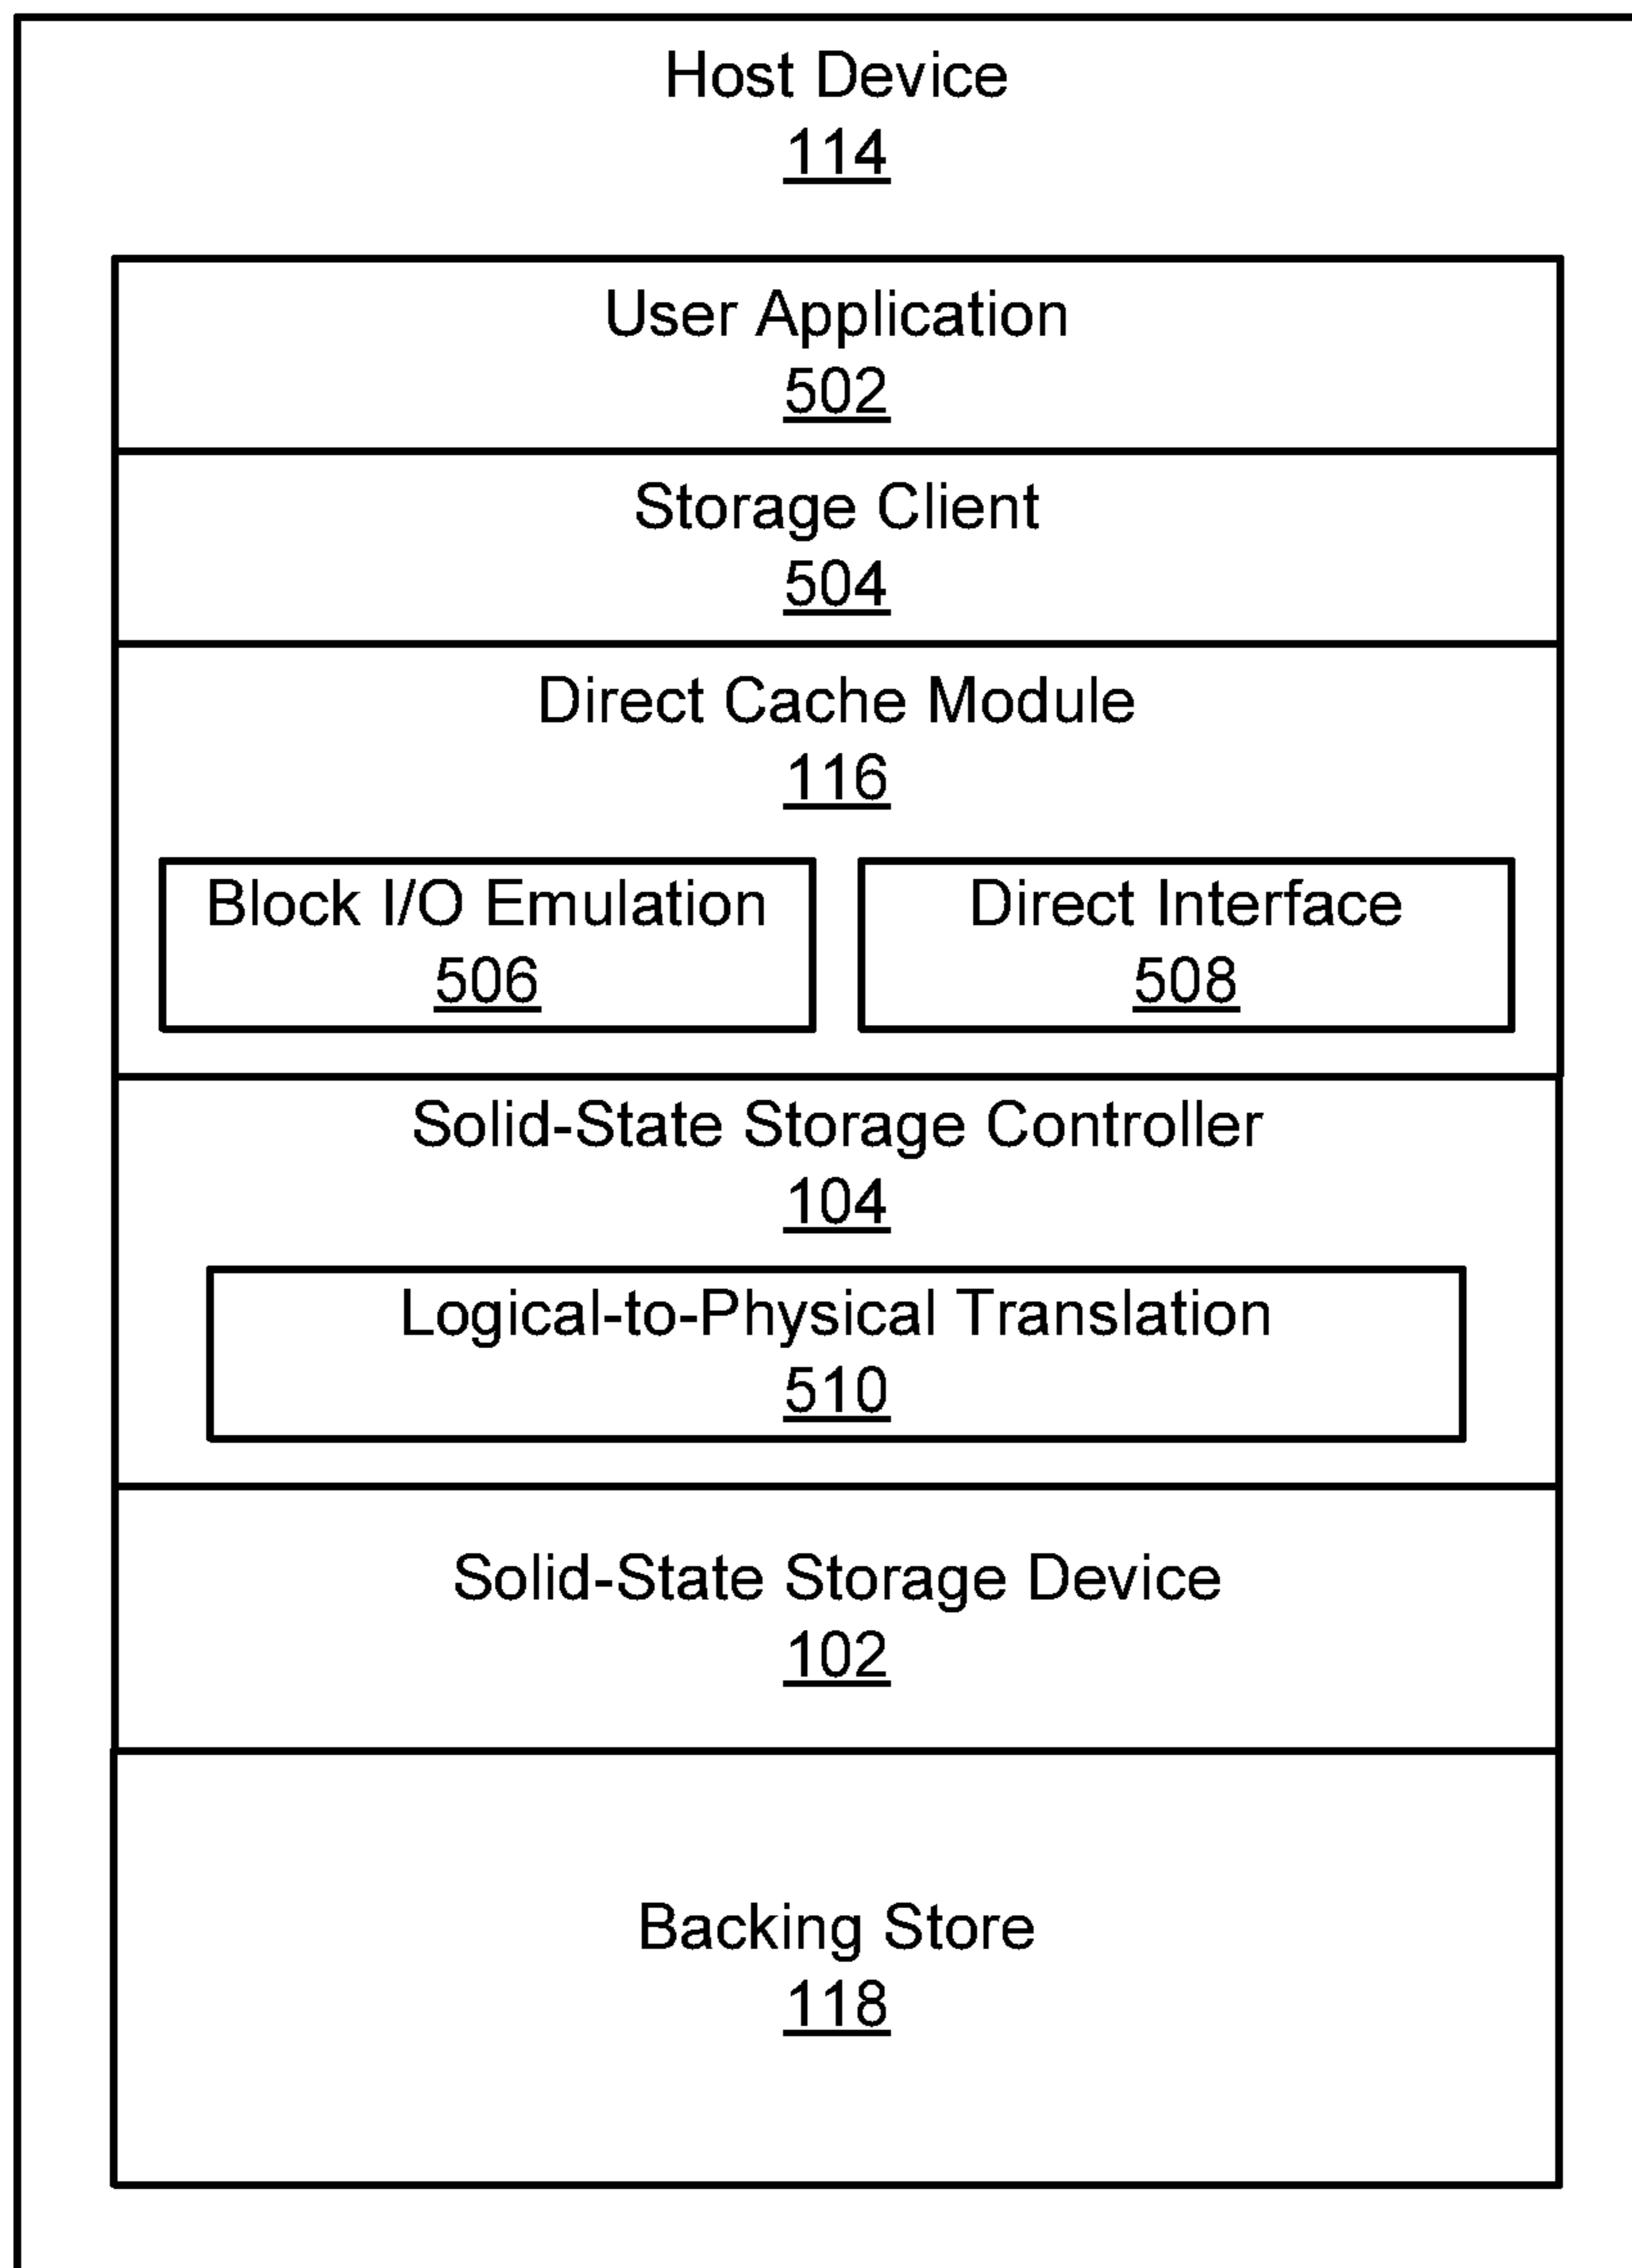 Host Device
114
User Application
502
Storage Client
504
Direct Cache Module
116
Block I/O Emulation
506
Direct Interface
508
Solid-State Storage Controller
104
Logical-to-Physical Translation
510
Solid-State Storage Device
102
Backing Store
118